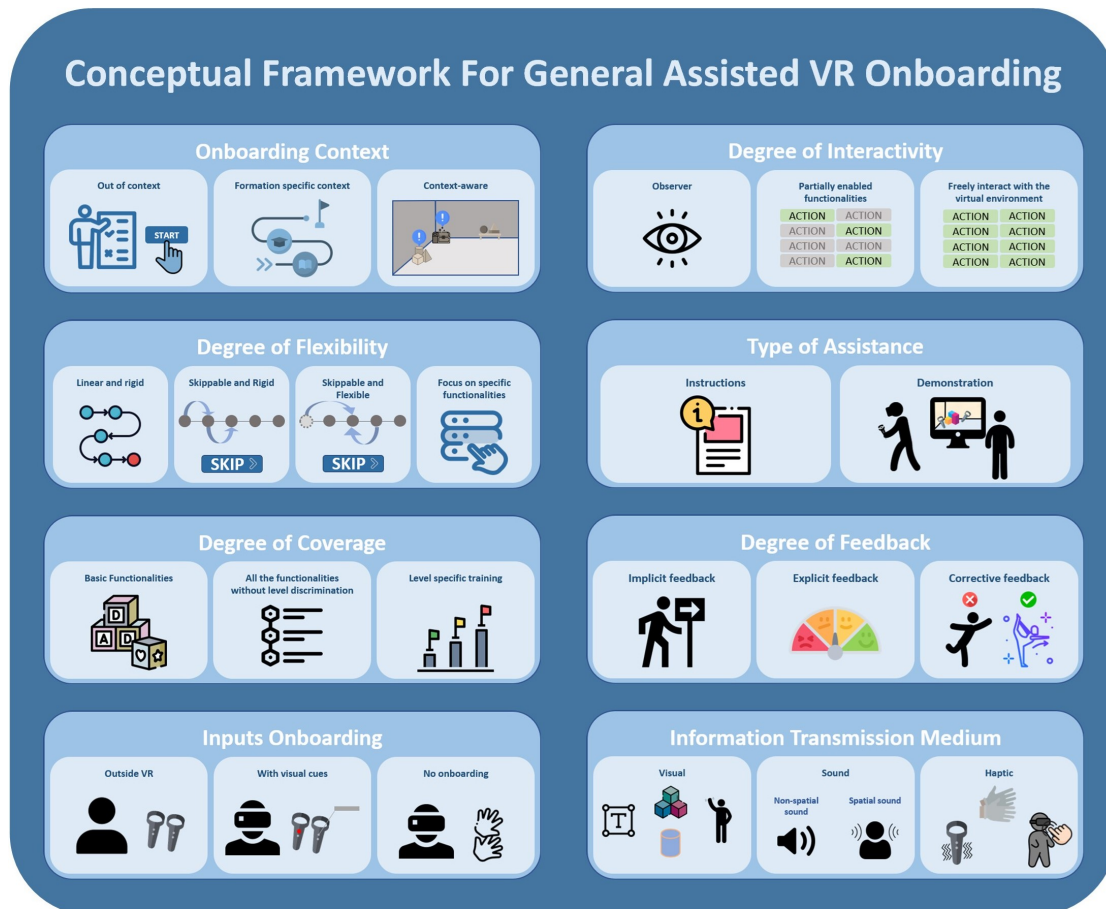 Conceptual Framework For General Assisted VR Onboarding
Onboarding Context
Out of context
START
Formation specific context
Context-aware
!
!
Degree of Interactivity
Observer
Partially enabled
functionalities
ACTION ACTION
ACTION ACTION
ACTION ACTION
ACTION ACTION
Freely interact with the
virtual environment
ACTION ACTION
ACTION ACTION
ACTION ACTION
ACTION ACTION
Degree of Flexibility
Linear and rigid
Skippable and Rigid
SKIP »
Skippable and
Flexible
SKIP »
Focus on specific
functionalities
Type of Assistance
Instructions
i
Demonstration
Degree of Coverage
Basic Functionalities
D
A D
All the functionalities
without level discrimination
Level specific training
Degree of Feedback
Implicit feedback
Explicit feedback
Corrective feedback
Inputs Onboarding
Outside VR
With visual cues
No onboarding
Information Transmission Medium
Visual
T
Sound
Non-spatial
sound
Spatial sound
Haptic